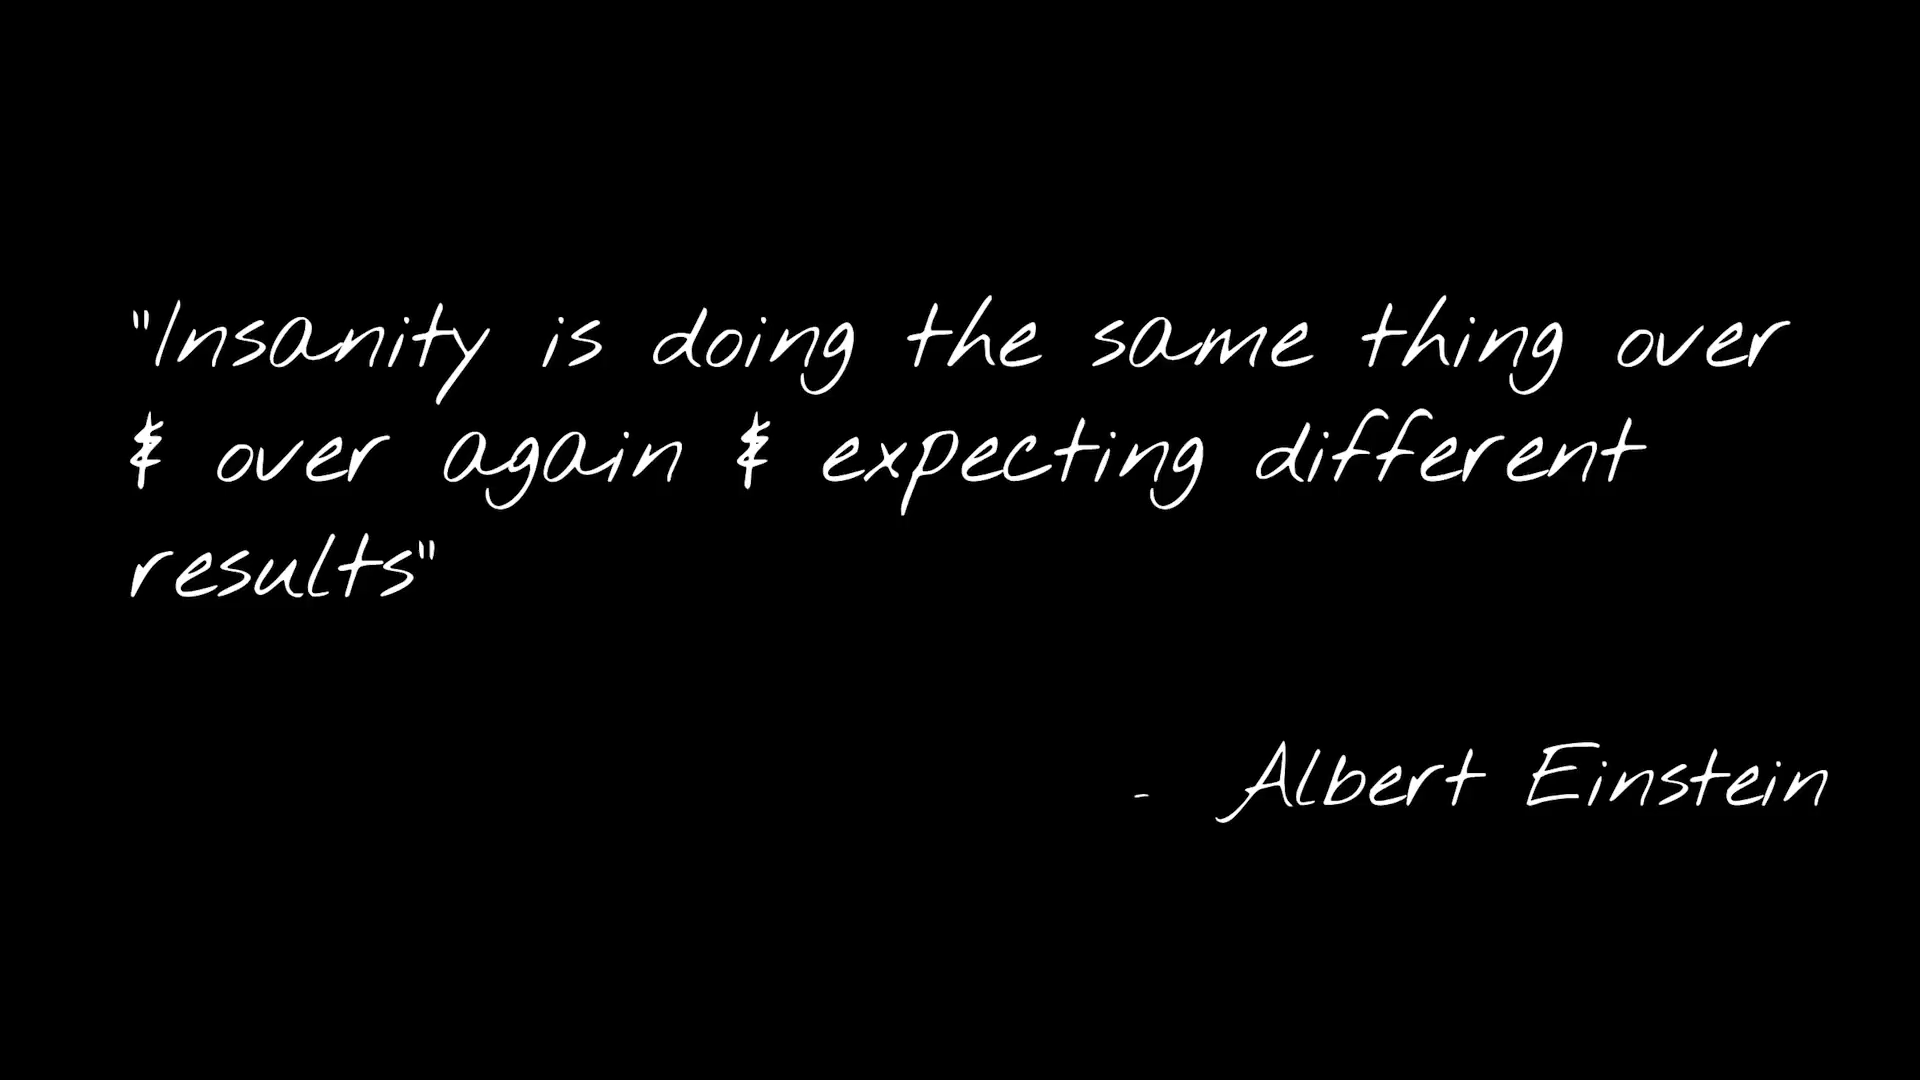 "Insanity is doing the same thing over
& over again & expecting different
results"
- Albert Einstein